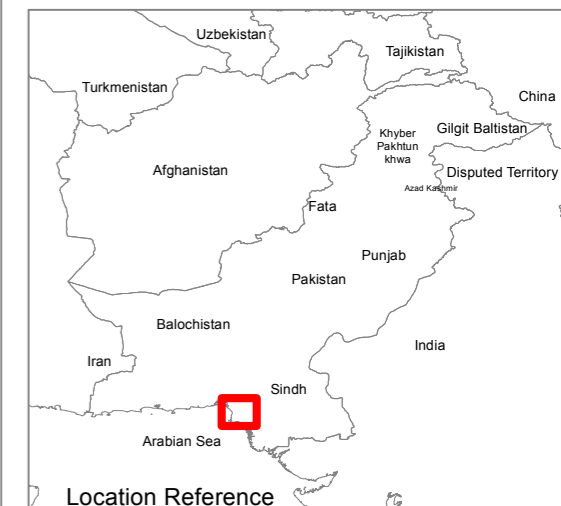 Uzbekistan
Tajikistan
Turkmenistan
China
Khyber
Pakhtun
khwa
Gilgit Baltistan
Afghanistan
Disputed Territory
Azad Kashmir
Fata
Punjab
Pakistan
Balochistan
India
Iran
Sindh
Arabian Sea
Location Reference